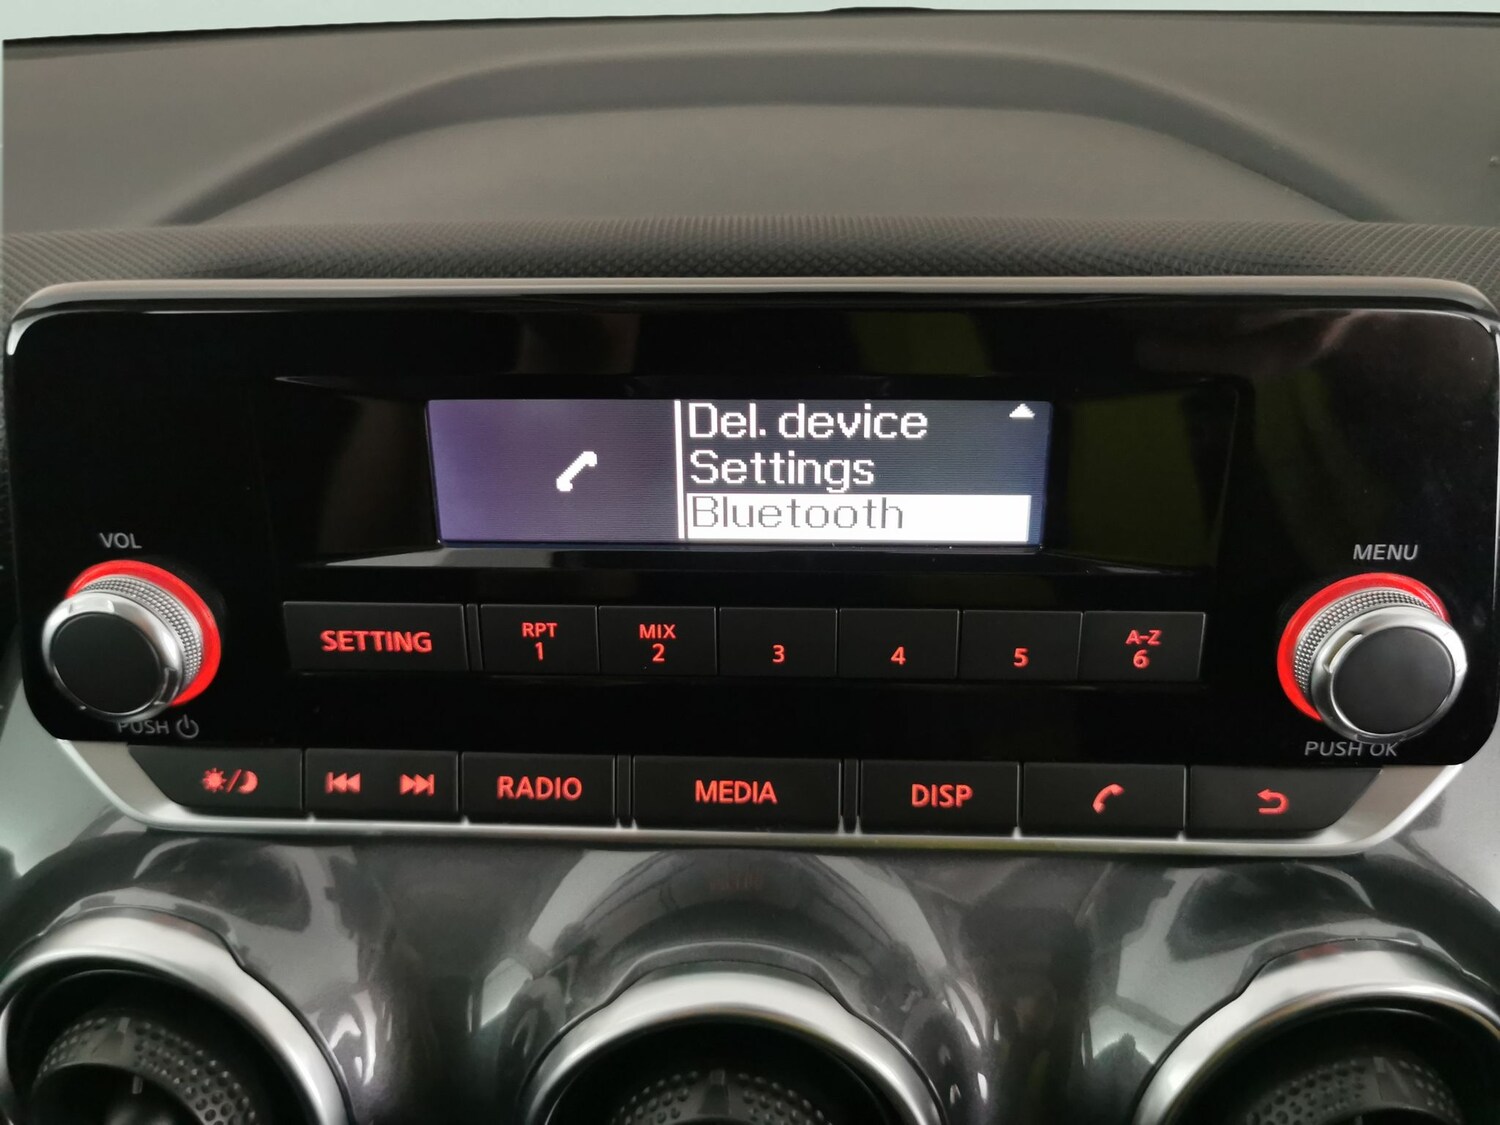 Del. device
Settings
Bluetooth
VOL
MENU
SETTING
RPT
1
MIX
2
3
4
5
A-Z
6
PUSH
PUSH OK
RADIO
MEDIA
DISP